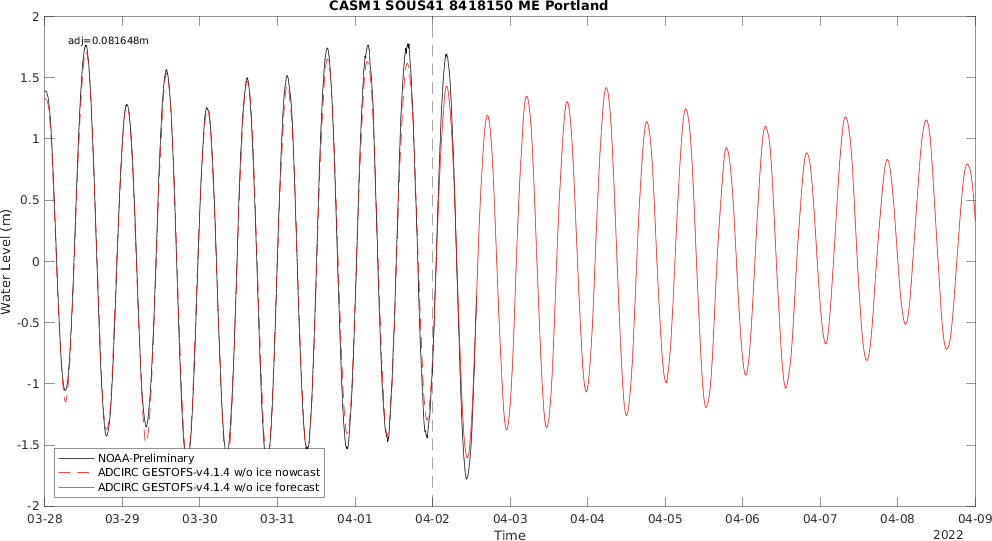 CASM1 SOUS41 8418150 ME Portland
adj=0.081648m
2
1.5
1
0.5
0
-0.5
-1
-1.5
-2
Water Level (m)
NOAA-Preliminary
ADCIRC GESTOFS-v4.1.4 w/o ice nowcast
ADCIRC GESTOFS-v4.1.4 w/o ice forecast
03-28 03-29 03-30 03-31 04-01 04-02 04-03 04-04 04-05 04-06 04-07 04-08 04-09
Time
2022